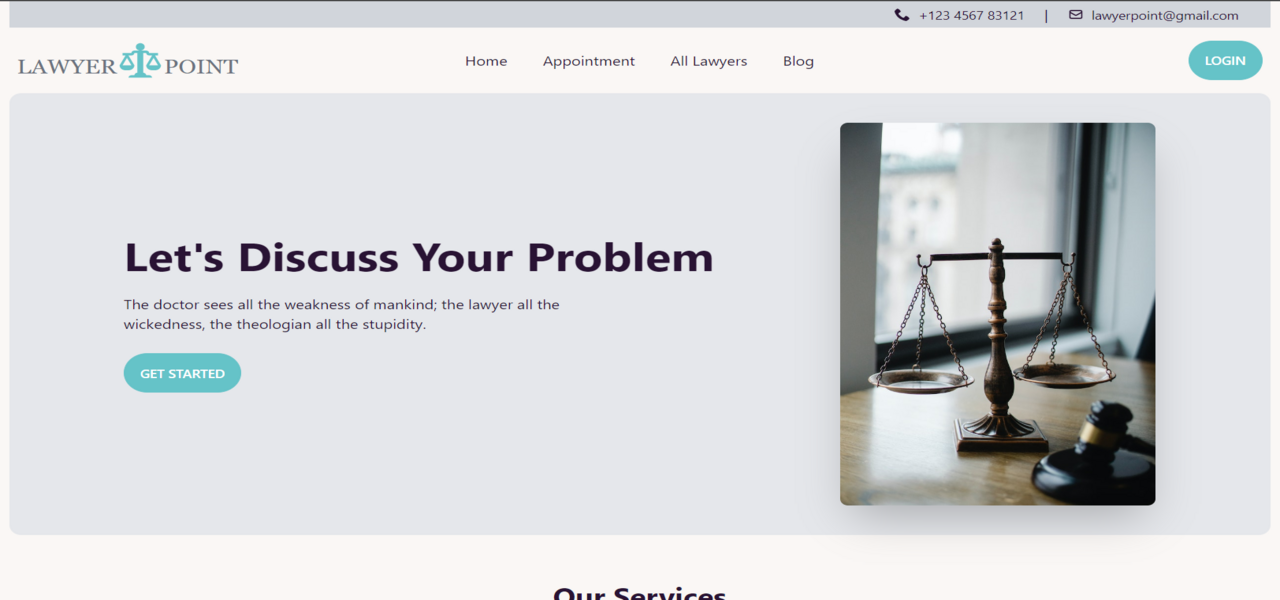 +123 4567 83121 | lawyerpoint@gmail.com
LAWYER POINT
Home Appointment All Lawyers Blog
LOGIN
Let's Discuss Your Problem
The doctor sees all the weakness of mankind; the lawyer all the
wickedness, the theologian all the stupidity.
GET STARTED
Our Services